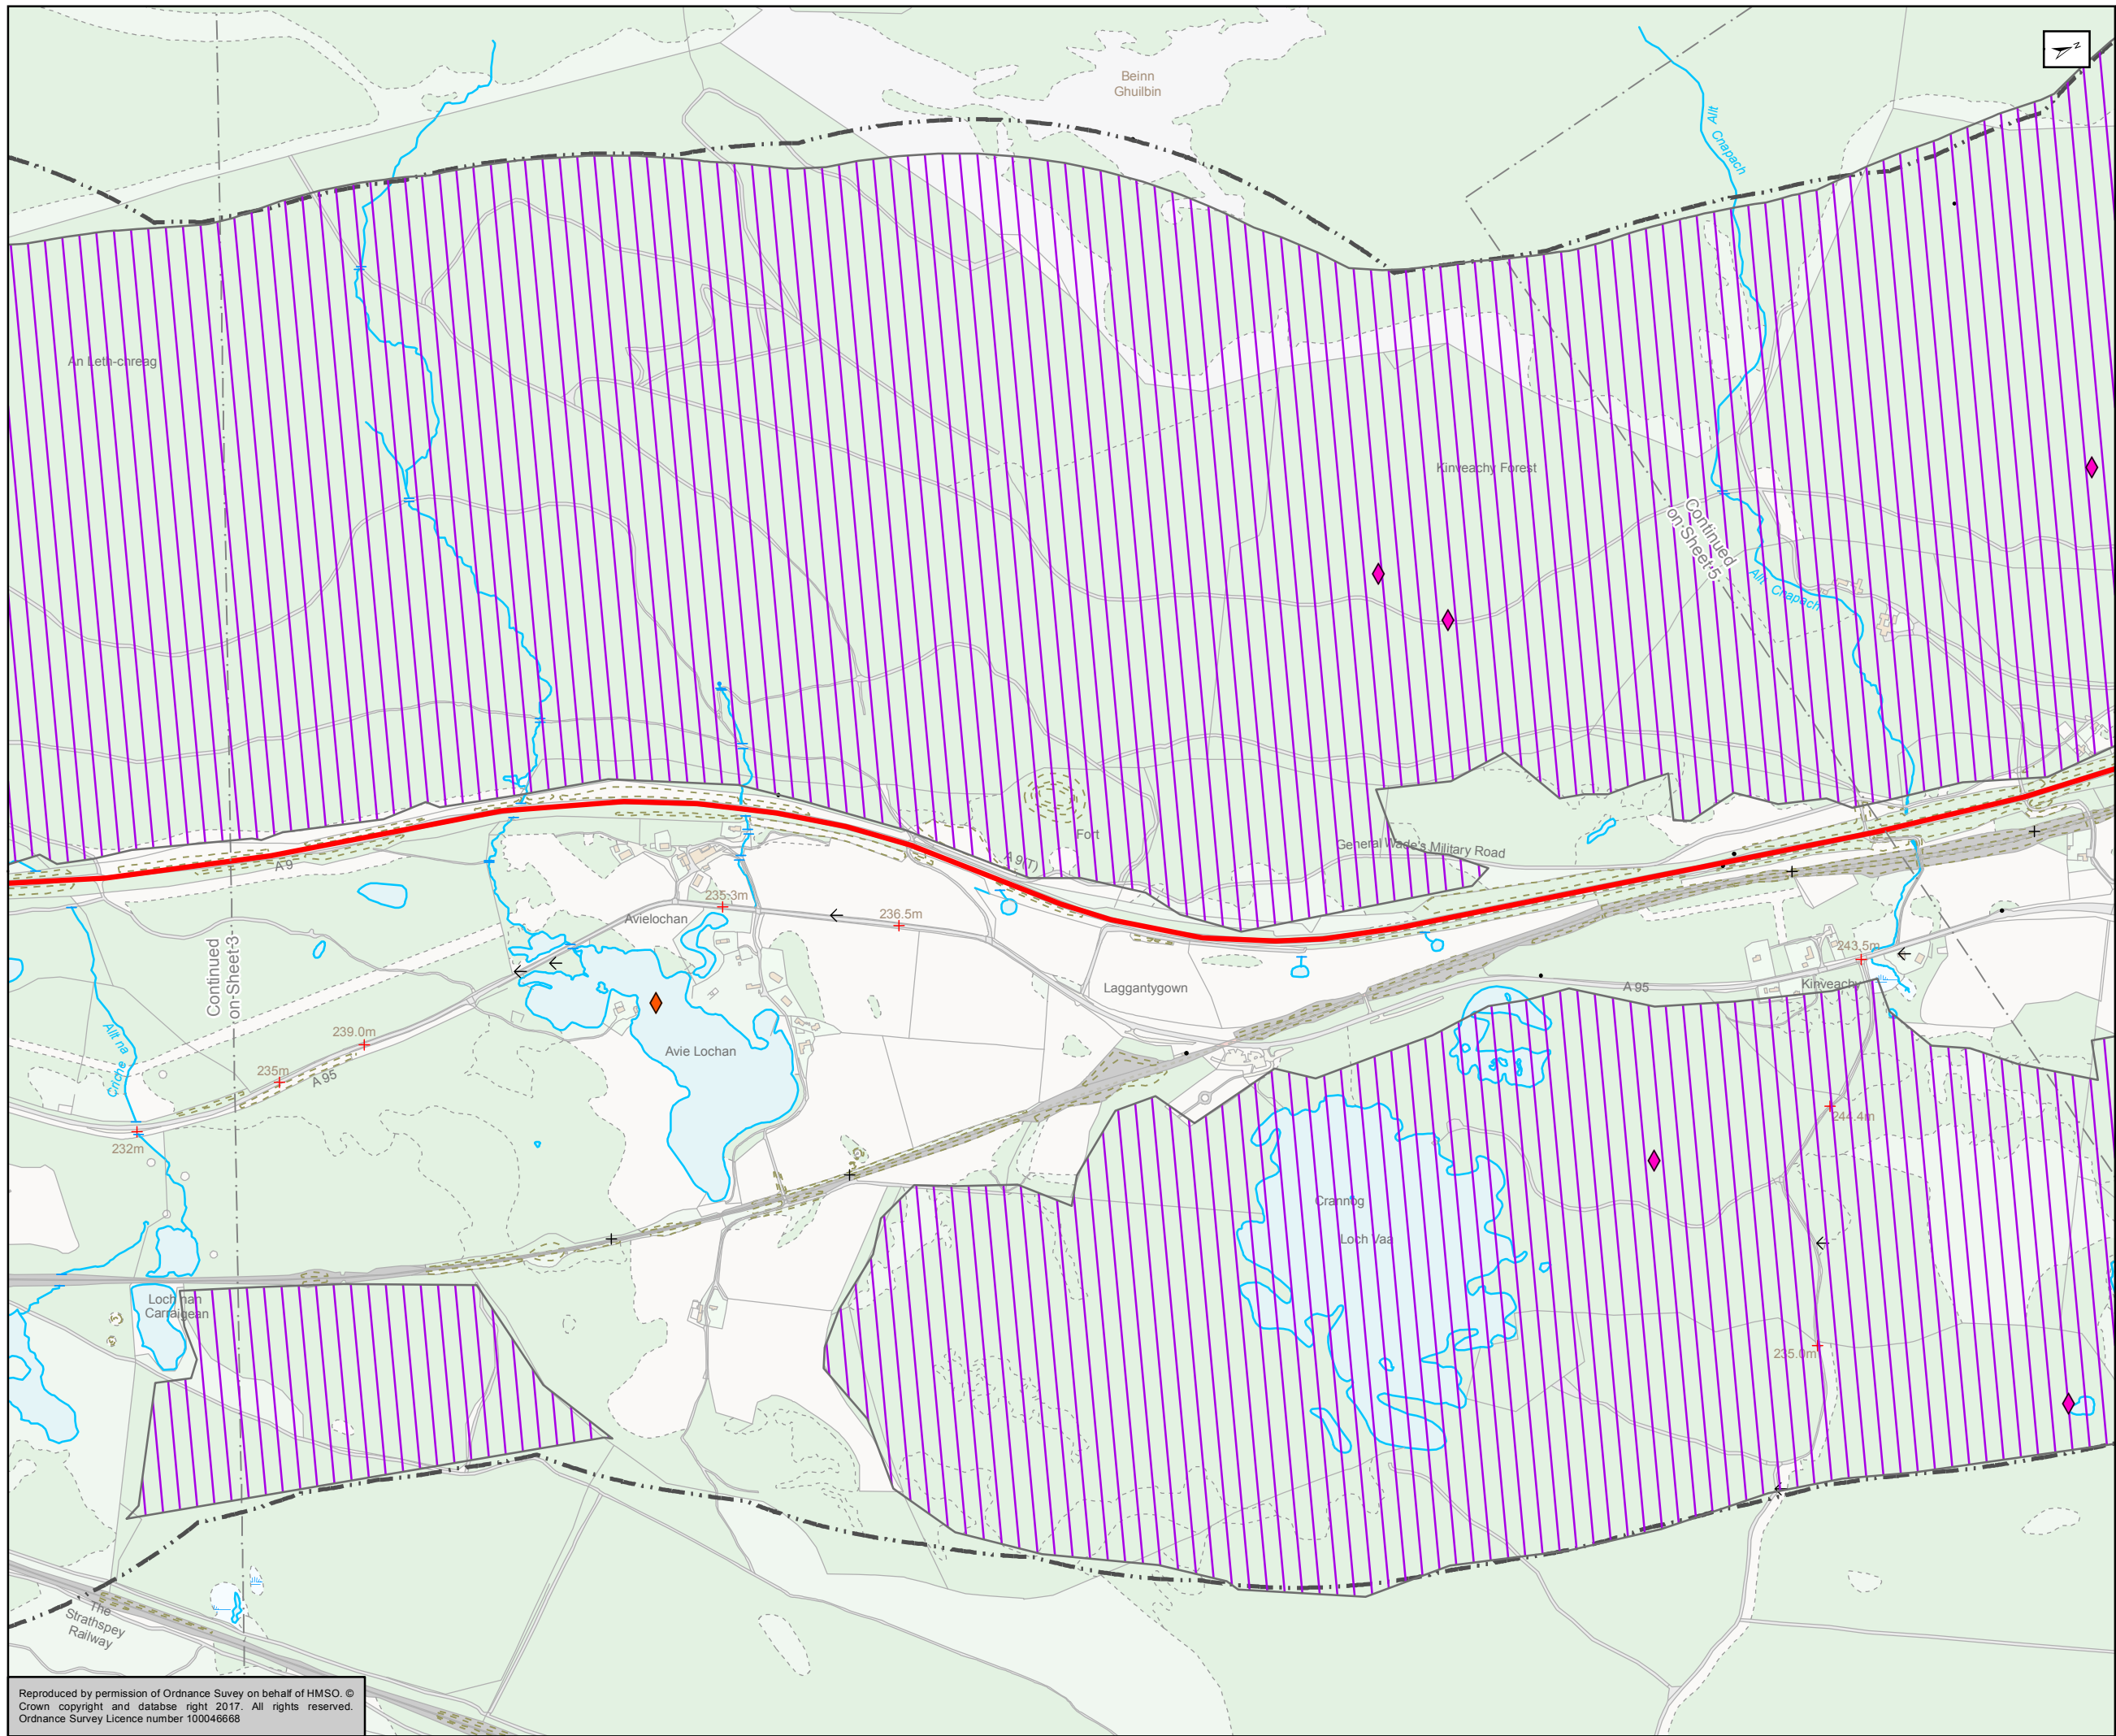 Beinn
Ghuilbin
z
Allt
Cnapach
An Leth-chreag
Kinveachy Forest
Continued
on Sheet 5
Allt
Cnapach
Fort
A 9(T)
General Wade's Military Road
A 9
235.3m
Avielochan
236.5m
Continued
on Sheet 3
243.5m
Kinveachy
A 95
Laggantygown
239.0m
Avie Lochan
Allt na
Criche
235m
A 95
232m
244.4m
Crannog
Loch Vaa
Loch nan
Carraigean
235.0m
The
Strathspey
Railway
Reproduced by permission of Ordnance Suvey on behalf of HMSO. ©
Crown copyright and databse right 2017. All rights reserved.
Ordnance Survey Licence number 100046668